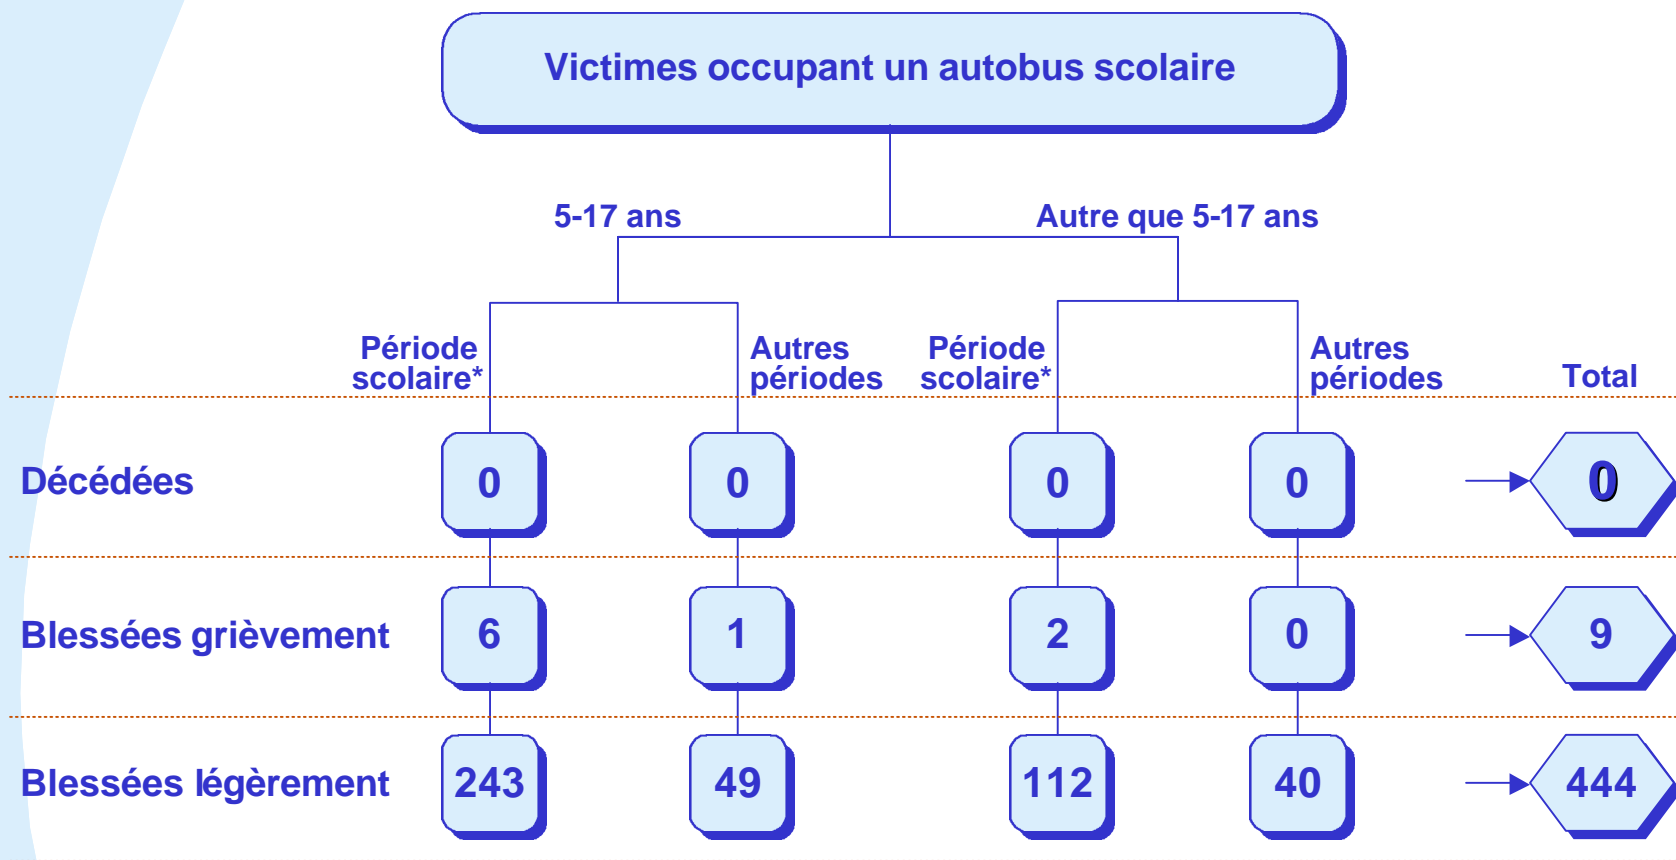 Victimes occupant un autobus scolaire
5-17 ans
Autre que 5-17 ans
Période
scolaire*
Autres
périodes
Période
scolaire*
Autres
périodes
Total
Décédées 0 0 0 0 0
Blessées grièvement 6 1 2 0 9
Blessées légèrement 243 49 112 40 444